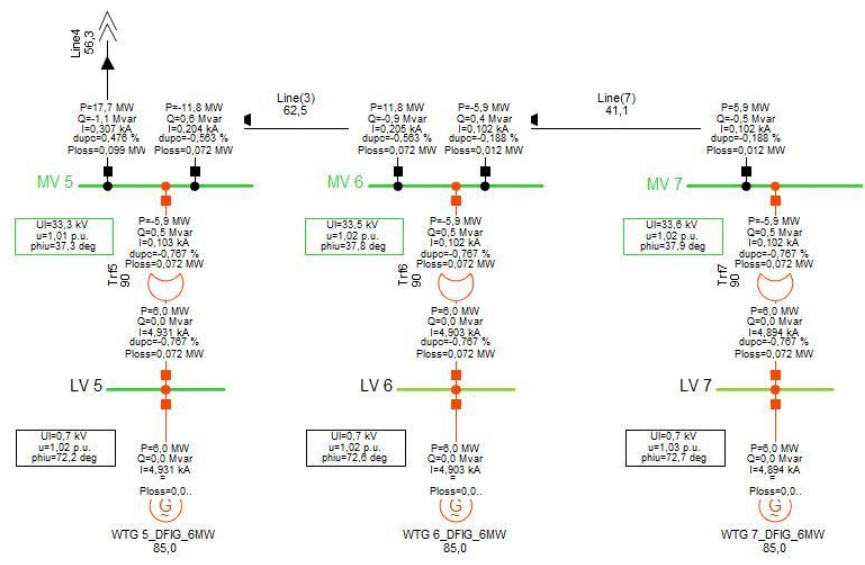 Line4
56,3
P=17,7 MW
Q=-1,1 Mvar
I=0,307 kA
dupc=0,476 %
Ploss=0,099 MW
P=-11,8 MW
Q=0,6 Mvar
I=0,204 kA
dupc=-0,563 %
Ploss=0,072 MW
Line(3)
62,5
P=11,8 MW
Q=-0,9 Mvar
I=0,205 kA
dupc=-0,563 %
Ploss=0,072 MW
P=-5,9 MW
Q=0,4 Mvar
I=0,102 kA
dupc=-0,188 %
Ploss=0,012 MW
Line(7)
41,1
P=5,9 MW
Q=-0,5 Mvar
I=0,102 kA
dupc=-0,188 %
Ploss=0,012 MW
MV 5
MV 6
MV 7
Ul=33,3 kV
u=1,01 p.u.
phiu=37,3 deg
P=-5,9 MW
Q=0,5 Mvar
I=0,103 kA
dupc=-0,767 %
Ploss=0,072 MW
Trf5
90
Ul=33,5 kV
u=1,02 p.u.
phiu=37,8 deg
P=-5,9 MW
Q=0,5 Mvar
I=0,102 kA
dupc=-0,767 %
Ploss=0,072 MW
Trf6
90
Ul=33,6 kV
u=1,02 p.u.
phiu=37,9 deg
P=-5,9 MW
Q=0,5 Mvar
I=0,102 kA
dupc=-0,767 %
Ploss=0,072 MW
Trf7
90
P=6,0 MW
Q=0,0 Mvar
I=4,931 kA
dupc=-0,767 %
Ploss=0,072 MW
P=6,0 MW
Q=0,0 Mvar
I=4,903 kA
dupc=-0,767 %
Ploss=0,072 MW
P=6,0 MW
Q=0,0 Mvar
I=4,894 kA
dupc=-0,767 %
Ploss=0,072 MW
LV 5
LV 6
LV 7
Ul=0,7 kV
u=1,02 p.u.
phiu=72,2 deg
P=6,0 MW
Q=0,0 Mvar
I=4,931 kA
=
Ploss=0,0..
G
~
WTG 5_DFIG_6MW
85,0
Ul=0,7 kV
u=1,02 p.u.
phiu=72,6 deg
P=6,0 MW
Q=0,0 Mvar
I=4,903 kA
=
Ploss=0,0..
G
~
WTG 6_DFIG_6MW
85,0
Ul=0,7 kV
u=1,03 p.u.
phiu=72,7 deg
P=6,0 MW
Q=0,0 Mvar
I=4,894 kA
=
Ploss=0,0..
G
~
WTG 7_DFIG_6MW
85,0